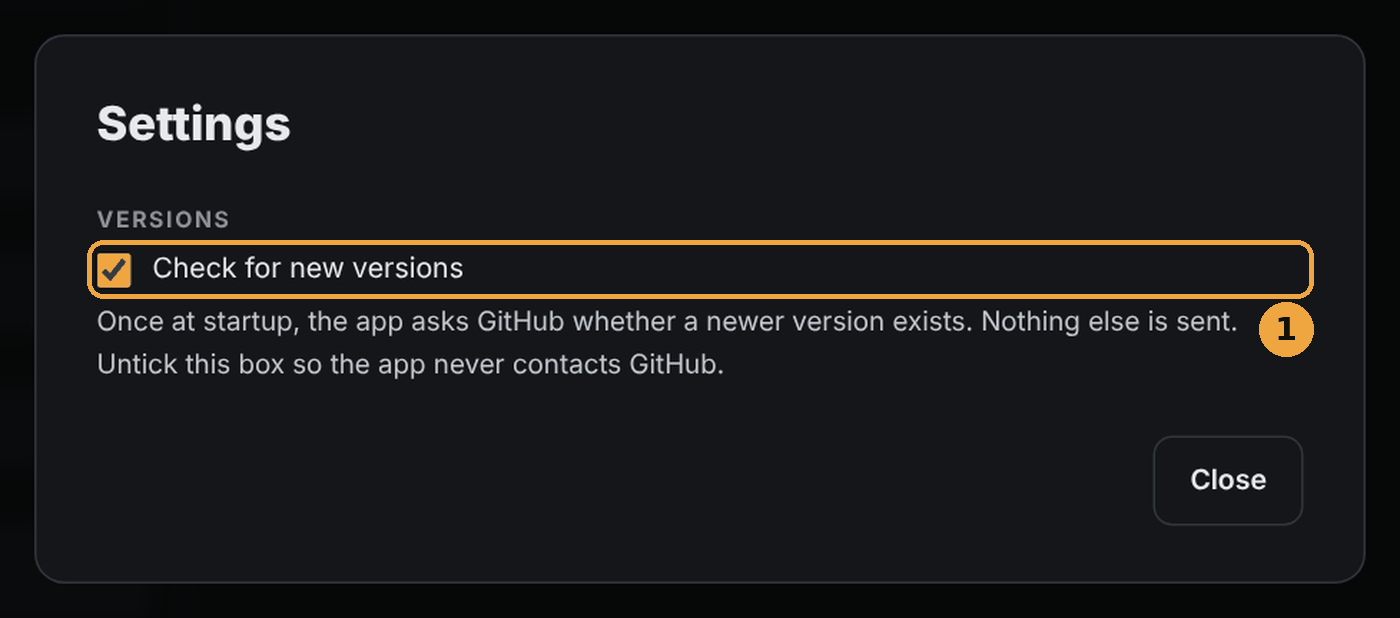 Settings
VERSIONS
Check for new versions
Once at startup, the app asks GitHub whether a newer version exists. Nothing else is sent.
1
Untick this box so the app never contacts GitHub.
Close